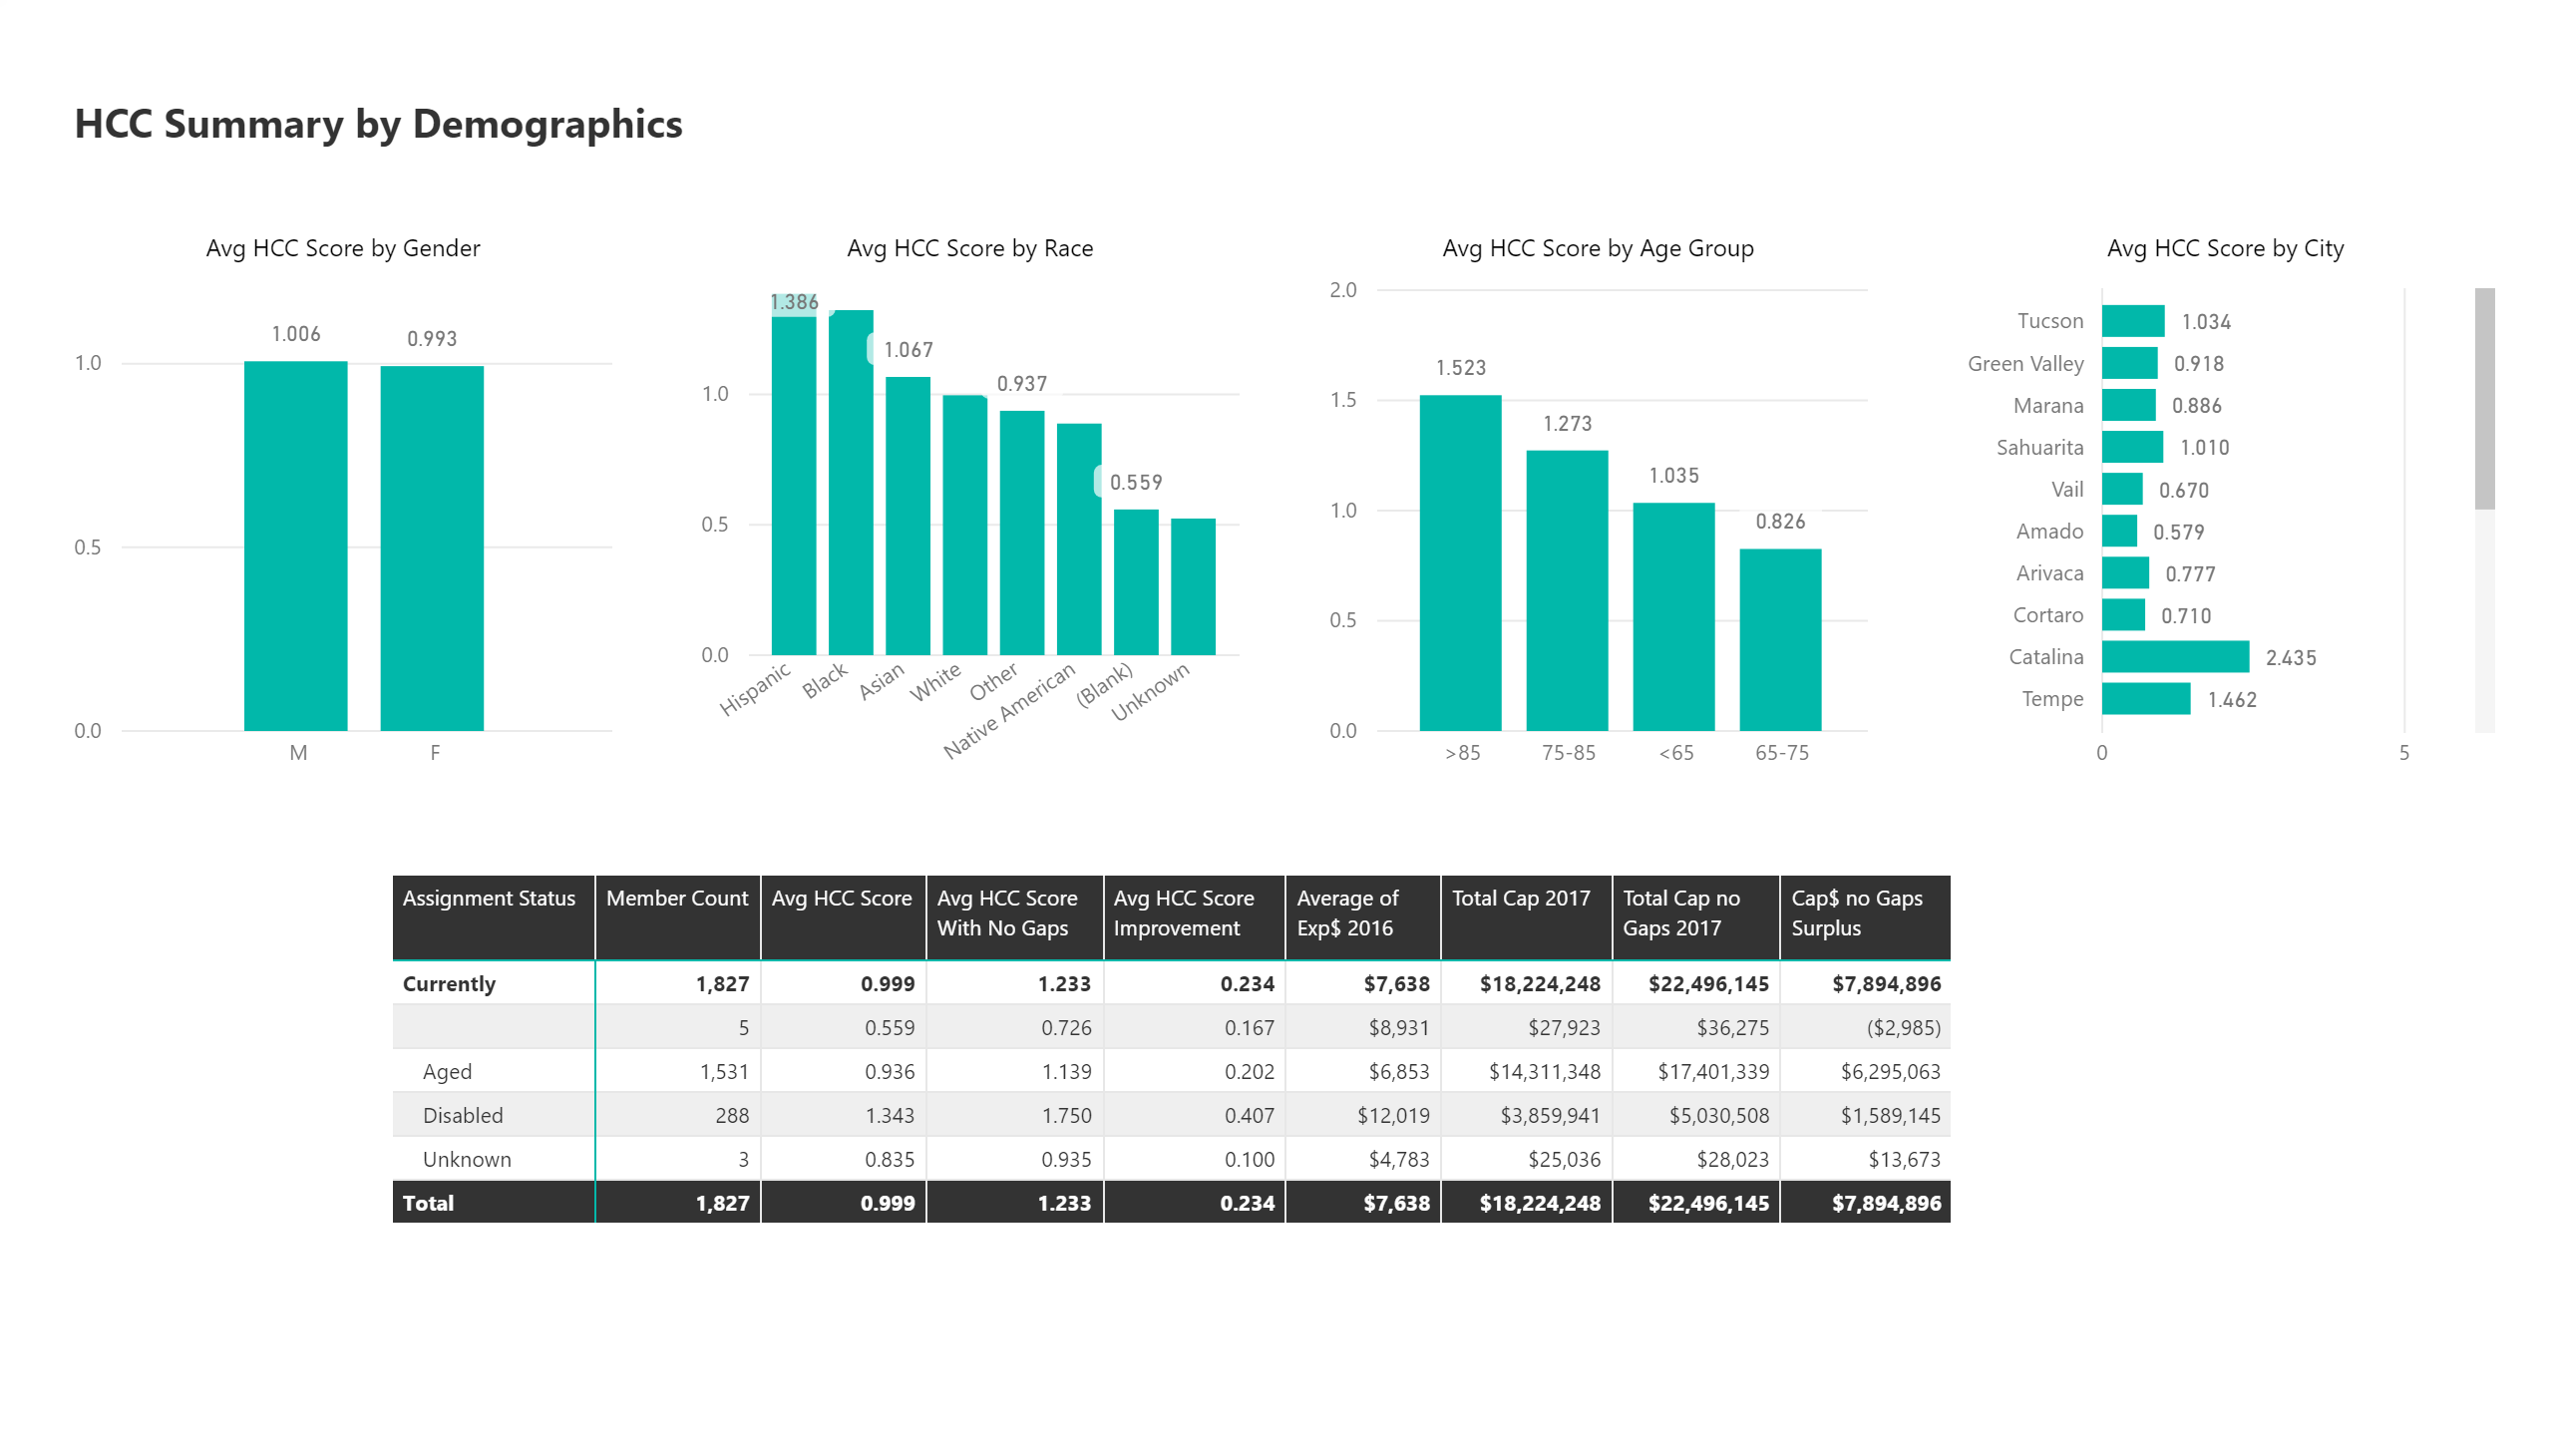 HCC Summary by Demographics
Avg HCC Score by Gender
1.0
0.5
0.0
1.006
0.993
M
F
Avg HCC Score by Race
1.0
0.5
0.0
1.386
1.067
0.937
0.559
Hispanic
Black
Asian
White
Other
Native American
(Blank)
Unknown
Avg HCC Score by Age Group
2.0
1.5
1.0
0.5
0.0
1.523
1.273
1.035
0.826
>85
75-85
<65
65-75
Avg HCC Score by City
Tucson 1.034
Green Valley 0.918
Marana 0.886
Sahuarita 1.010
Vail 0.670
Amado 0.579
Arivaca 0.777
Cortaro 0.710
Catalina 2.435
Tempe 1.462
0 5
Assignment Status Member Count Avg HCC Score Avg HCC Score With No Gaps Avg HCC Score Improvement Average of Exp$ 2016 Total Cap 2017 Total Cap no Gaps 2017 Cap$ no Gaps Surplus
Currently 1,827 0.999 1.233 0.234 $7,638 $18,224,248 $22,496,145 $7,894,896
5 0.559 0.726 0.167 $8,931 $27,923 $36,275 ($2,985)
Aged 1,531 0.936 1.139 0.202 $6,853 $14,311,348 $17,401,339 $6,295,063
Disabled 288 1.343 1.750 0.407 $12,019 $3,859,941 $5,030,508 $1,589,145
Unknown 3 0.835 0.935 0.100 $4,783 $25,036 $28,023 $13,673
Total 1,827 0.999 1.233 0.234 $7,638 $18,224,248 $22,496,145 $7,894,896